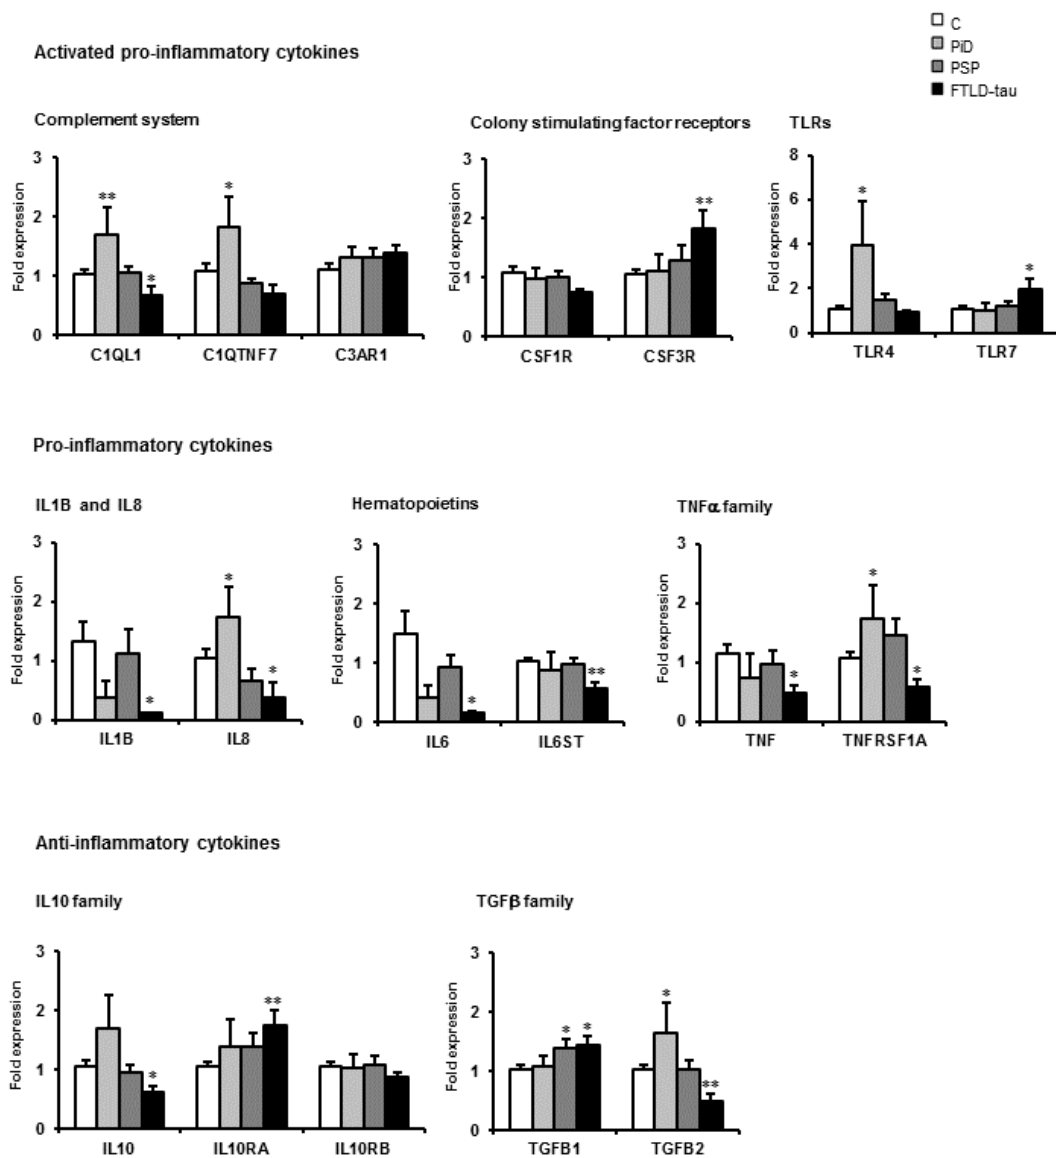 C
PiD
PSP
FTLD-tau
Activated pro-inflammatory cytokines
Complement system
Colony stimulating factor receptors
TLRs
Fold expression
3
2
1
0
**
*
*
C1QL1
C1QTNF7
C3AR1
Fold expression
3
2
1
0
**
CSF1R
CSF3R
Fold expression
8
6
4
2
0
*
*
TLR4
TLR7
Pro-inflammatory cytokines
IL1B and IL8
Hematopoietins
TNFα family
Fold expression
3
2
1
0
*
*
*
IL1B
IL8
Fold expression
3
2
1
0
*
**
IL6
IL6ST
Fold expression
3
2
1
0
*
*
*
TNF
TNFRSF1A
Anti-inflammatory cytokines
IL10 family
TGFβ family
Fold expression
3
2
1
0
*
**
IL10
IL10RA
IL10RB
Fold expression
3
2
1
0
*
*
*
**
TGFB1
TGFB2